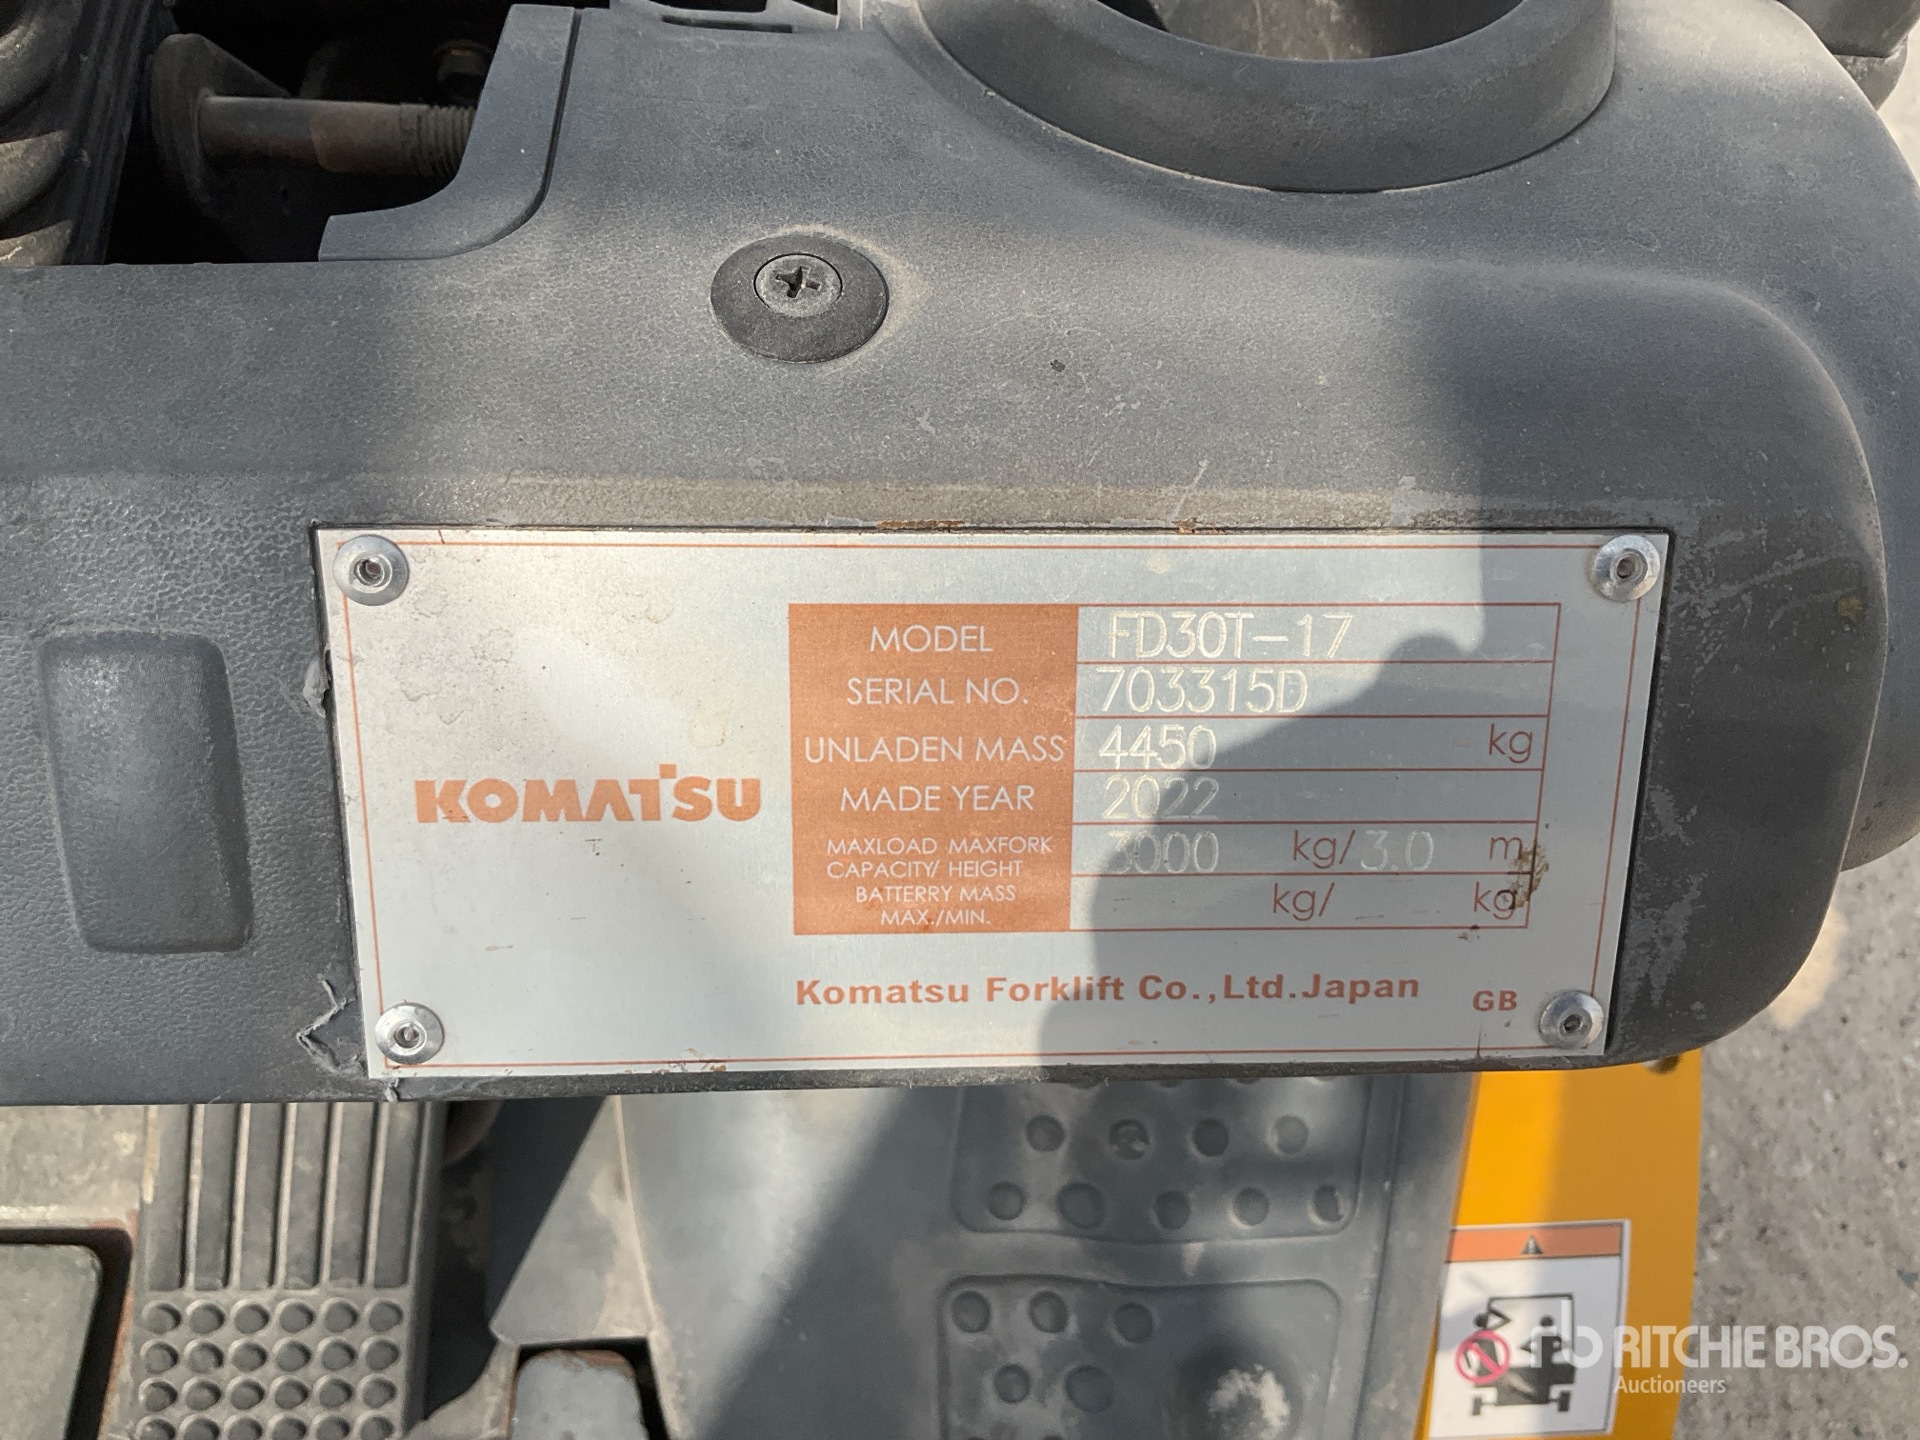 MODEL FD30T-17
SERIAL NO. 703315D
UNLADEN MASS 4450 kg
MADE YEAR 2022
KOMATSU
MAXLOAD MAXFORK 3000 kg/ 3.0 m
CAPACITY/ HEIGHT
BATTERRY MASS kg/ kg
MAX./MIN.
Komatsu Forklift Co.,Ltd.Japan GB
rb RITCHIE BROS.
Auctioneers